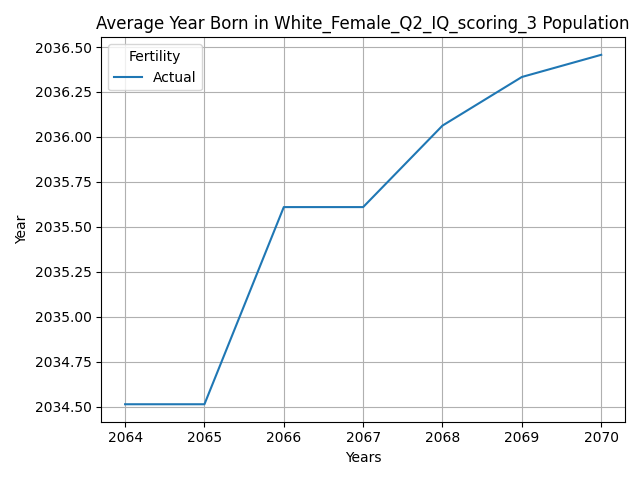 Average Year Born in White_Female_Q2_IQ_scoring_3 Population
Fertility
Actual
2036.50
2036.25
2036.00
2035.75
2035.50
2035.25
2035.00
2034.75
2034.50
Year
2064 2065 2066 2067 2068 2069 2070
Years